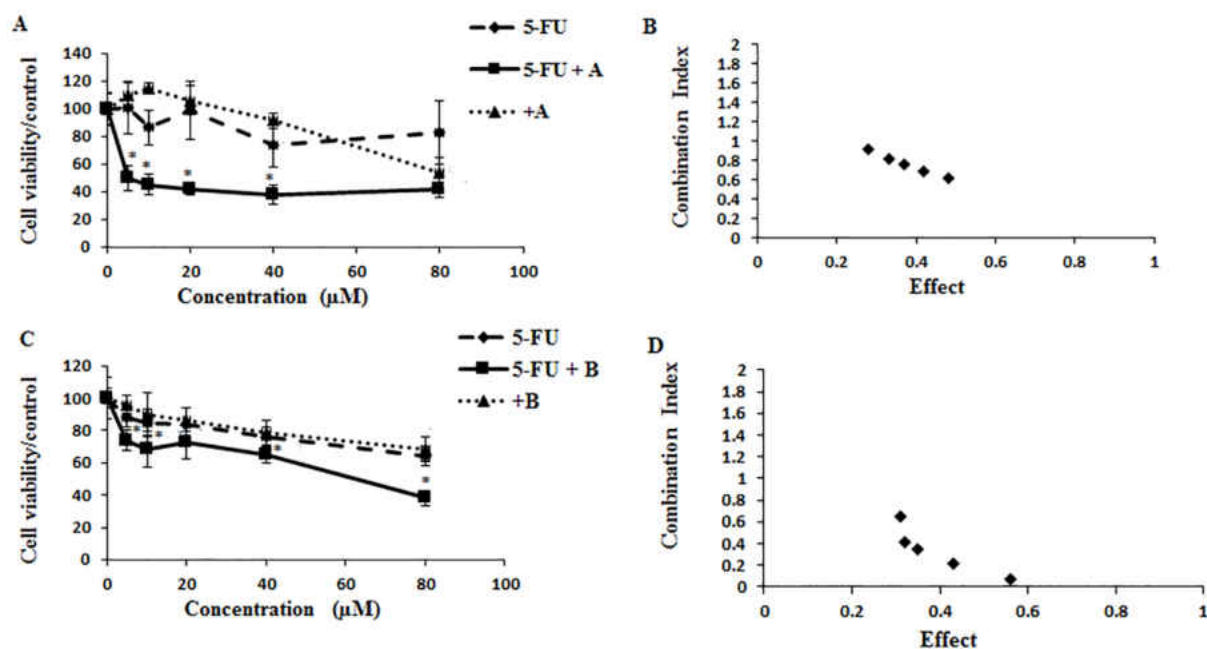 A
5-FU
5-FU + A
+A
Cell viability/control
140
120
100
80
60
40
20
0
* * * *
0 20 40 60 80 100
Concentration (µM)
B
Combination Index
2
1.8
1.6
1.4
1.2
1
0.8
0.6
0.4
0.2
0
0 0.2 0.4 0.6 0.8 1
Effect
C
5-FU
5-FU + B
+B
Cell viability/control
120
100
80
60
40
20
0
* * * *
0 20 40 60 80 100
Concentration (µM)
D
Combination Index
2
1.8
1.6
1.4
1.2
1
0.8
0.6
0.4
0.2
0
0 0.2 0.4 0.6 0.8 1
Effect